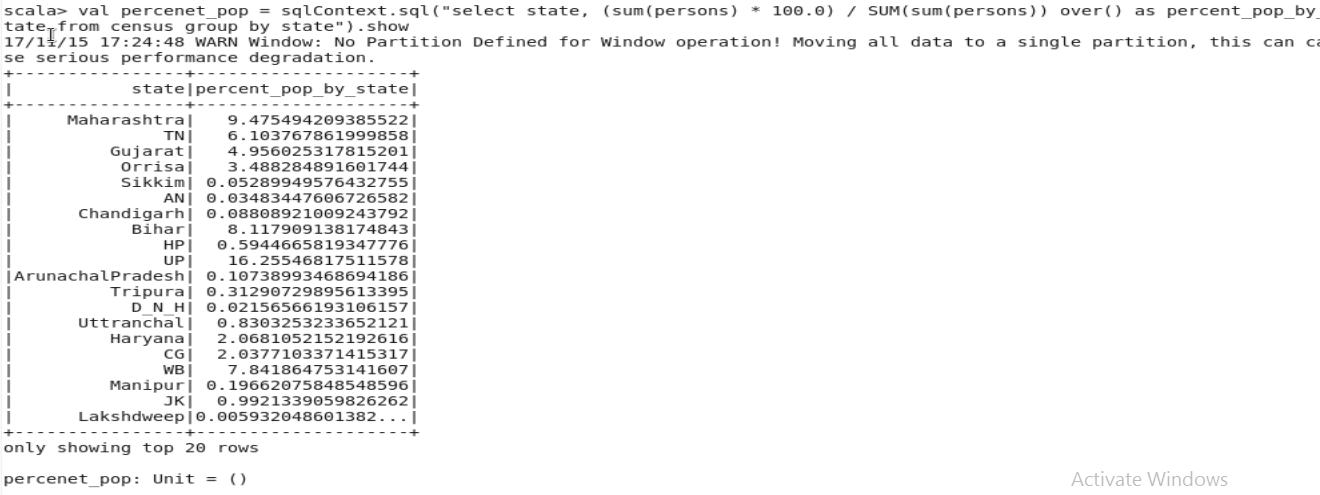 scala> val percenet_pop = sqlContext.sql("select state, (sum(persons) * 100.0) / SUM(sum(persons)) over() as percent_pop_by_
tate from census group by state").show
17/11/15 17:24:48 WARN Window: No Partition Defined for Window operation! Moving all data to a single partition, this can ca
se serious performance degradation.
+----------------+--------------------+
|           state|percent_pop_by_state|
+----------------+--------------------+
|     Maharashtra|   9.475494209385522|
|              TN|   6.103767861999858|
|         Gujarat|   4.956025317815201|
|          Orrisa|   3.488284891601744|
|          Sikkim| 0.05289949576432755|
|              AN| 0.03483447606726582|
|      Chandigarh| 0.08808921009243792|
|           Bihar|   8.117909138174843|
|              HP|  0.5944665819347776|
|              UP|   16.25546817511578|
|ArunachalPradesh| 0.10738993468694186|
|         Tripura| 0.31290729895613395|
|           D_N_H| 0.02156566193106157|
|      Uttranchal|  0.8303253233652121|
|         Haryana|  2.0681052152192616|
|              CG|  2.0377103371415317|
|              WB|   7.841864753141607|
|         Manipur| 0.19662075848548596|
|              JK|  0.9921339059826262|
|      Lakshdweep|0.005932048601382...|
+----------------+--------------------+
only showing top 20 rows
percenet_pop: Unit = ()
Activate Windows